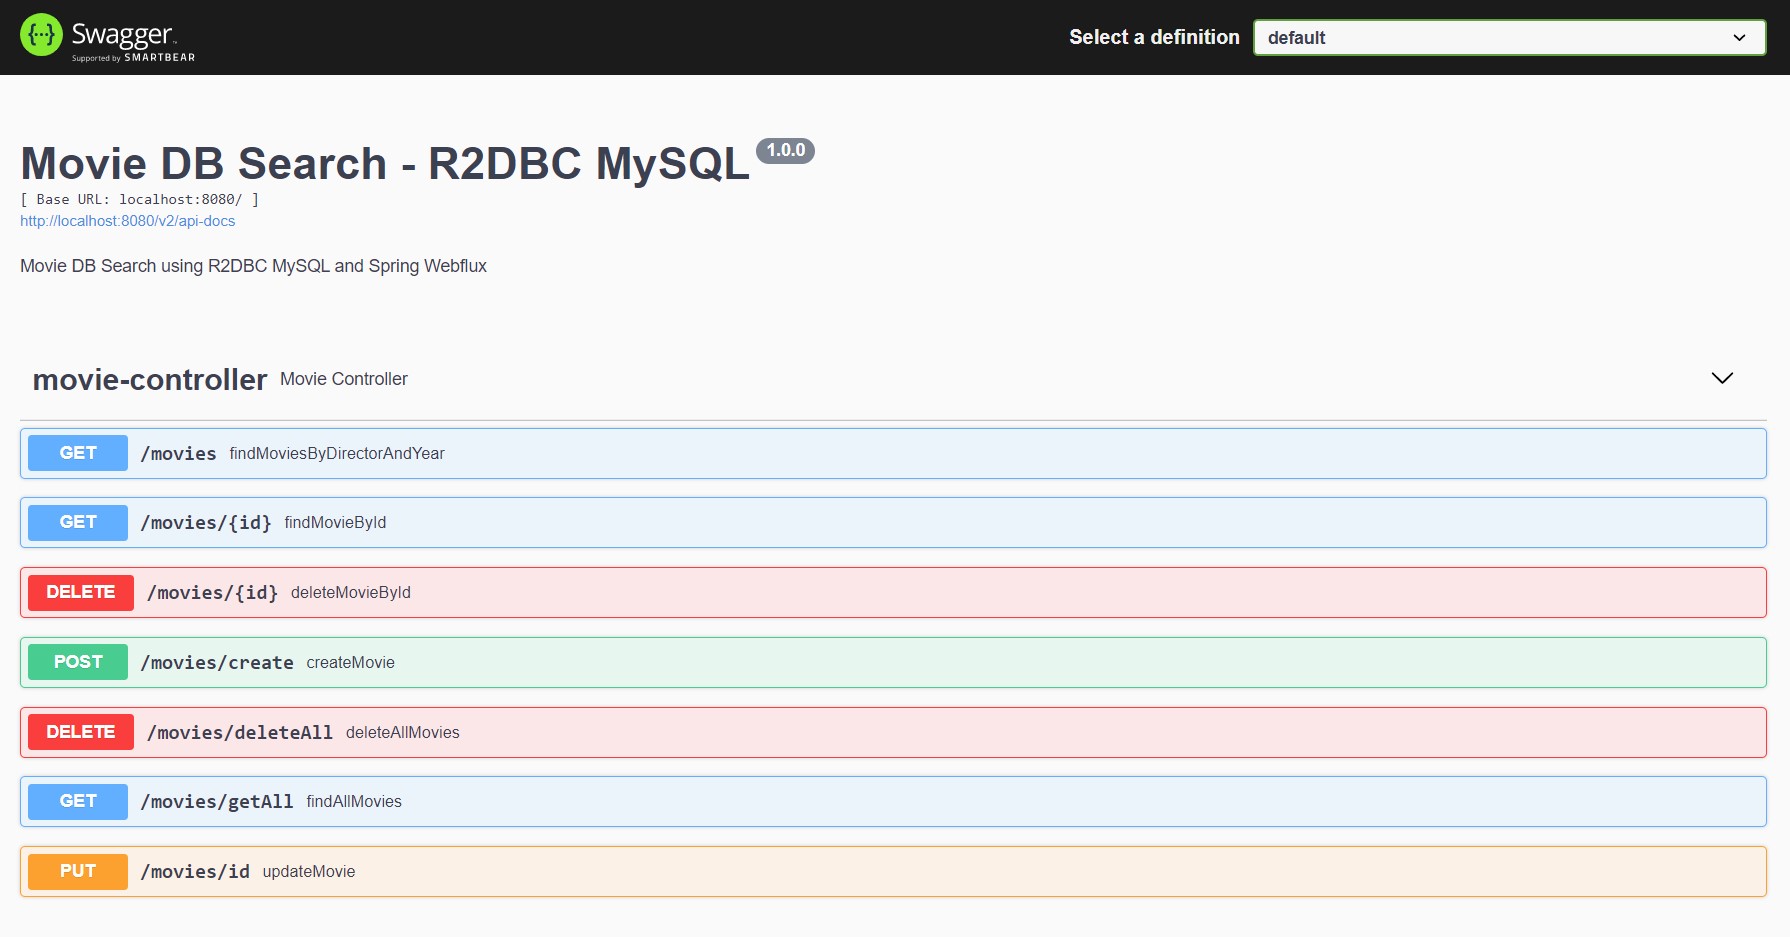 {···} Swagger™
Supported by SMARTBEAR
Select a definition default
Movie DB Search - R2DBC MySQL 1.0.0
[ Base URL: localhost:8080/ ]
http://localhost:8080/v2/api-docs
Movie DB Search using R2DBC MySQL and Spring Webflux
movie-controller Movie Controller
GET /movies findMoviesByDirectorAndYear
GET /movies/{id} findMovieById
DELETE /movies/{id} deleteMovieById
POST /movies/create createMovie
DELETE /movies/deleteAll deleteAllMovies
GET /movies/getAll findAllMovies
PUT /movies/id updateMovie